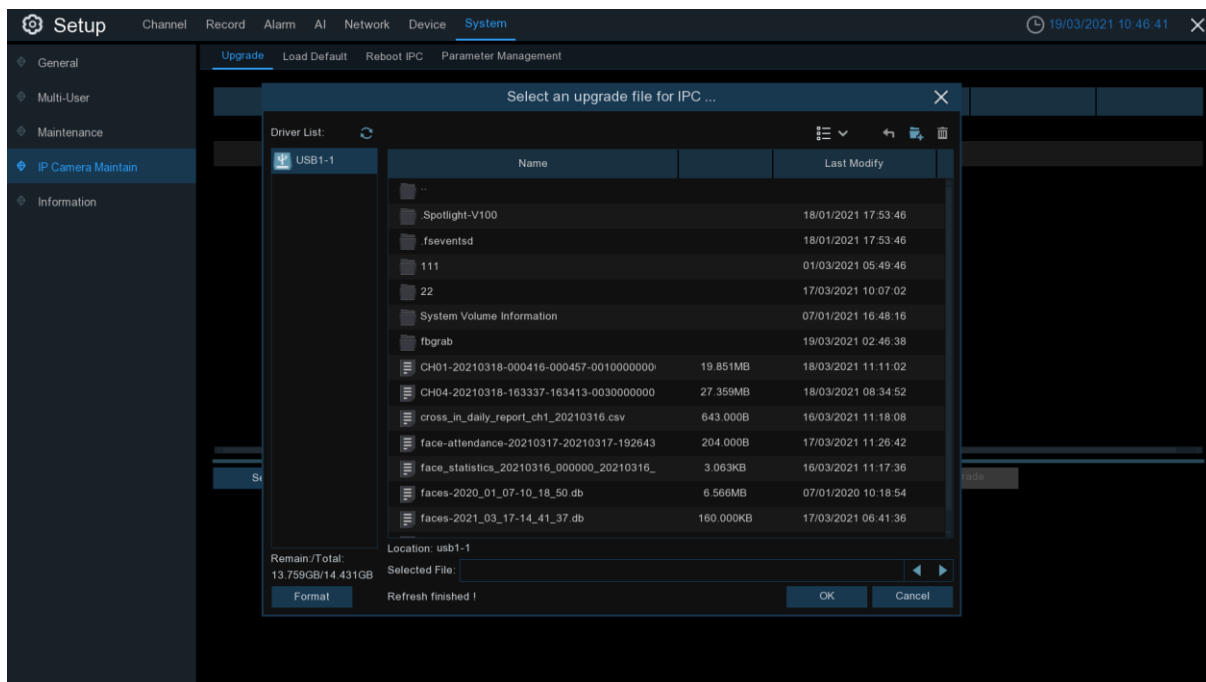 Setup Channel Record Alarm AI Network Device System 19/03/2021 10:46:41
General
Multi-User
Maintenance
IP Camera Maintain
Information
Upgrade Load Default Reboot IPC Parameter Management
Select an upgrade file for IPC ...
Driver List:
USB1-1
Name Last Modify
..
.Spotlight-V100 18/01/2021 17:53:46
.fseventsd 18/01/2021 17:53:46
111 01/03/2021 05:49:46
22 17/03/2021 10:07:02
System Volume Information 07/01/2021 16:48:16
fbgrab 19/03/2021 02:46:38
CH01-20210318-000416-000457-0010000000 19.851MB 18/03/2021 11:11:02
CH04-20210318-163337-163413-0030000000 27.359MB 18/03/2021 08:34:52
cross_in_daily_report_ch1_20210316.csv 643.000B 16/03/2021 11:18:08
face-attendance-20210317-20210317-192643 204.000B 17/03/2021 11:26:42
face_statistics_20210316_000000_20210316_ 3.063KB 16/03/2021 11:17:36
faces-2020_01_07-10_18_50.db 6.566MB 07/01/2020 10:18:54
faces-2021_03_17-14_41_37.db 160.000KB 17/03/2021 06:41:36
Location: usb1-1
Remain:/Total:
13.759GB/14.431GB
Selected File:
Format Refresh finished ! OK Cancel
Se
rade